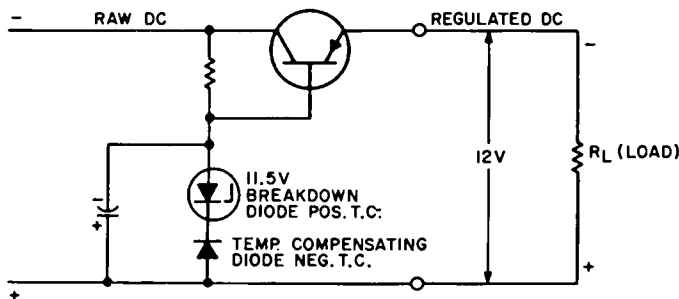 −
RAW DC
REGULATED DC
−
12V
RL (LOAD)
−
+
11.5V
BREAKDOWN
DIODE POS. T.C.
TEMP. COMPENSATING
DIODE NEG. T.C.
+
+